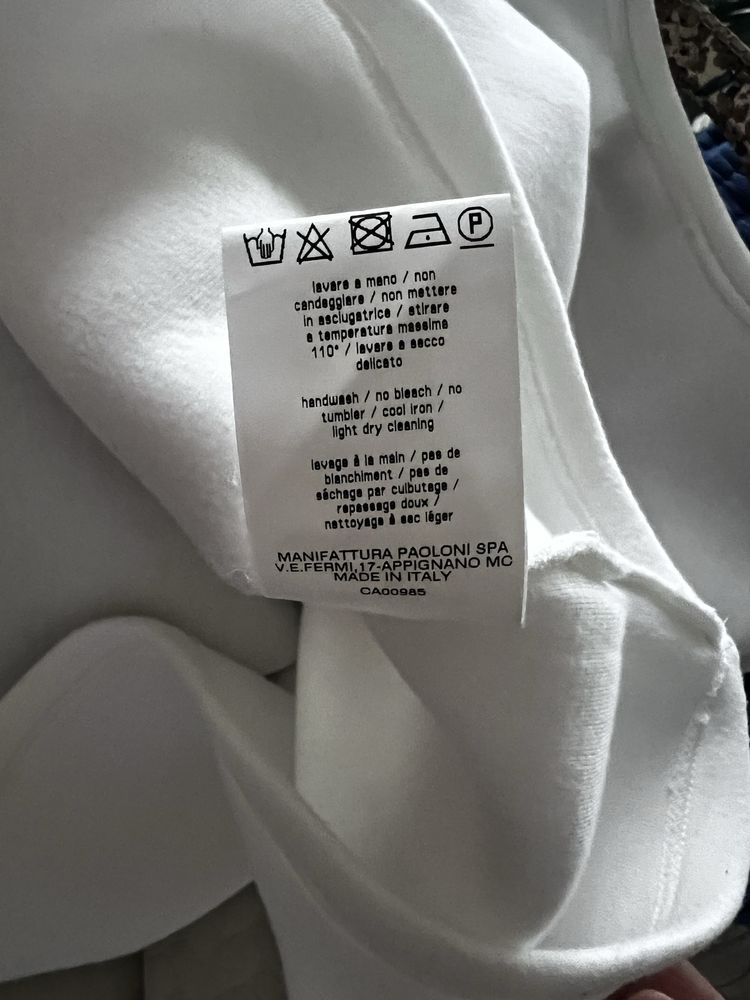 P
lavare a mano / non
candeggiare / non mettere
in asciugatrice / stirare
a temperatura massima
110° / lavare a secco
delicato
handwash / no bleach / no
tumbler / cool iron /
light dry cleaning
lavage à la main / pas de
blanchiment / pas de
séchage par culbutage /
repassage doux /
nettoyage à sec léger
MANIFATTURA PAOLONI SPA
V.E.FERMI,17-APPIGNANO MC
MADE IN ITALY
CA00985